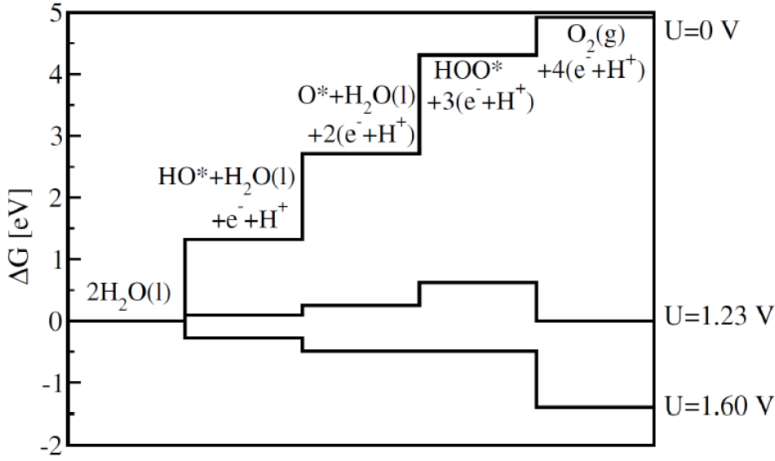 5
4
3
2
1
0
-1
-2
ΔG [eV]
2H₂O(l)
HO*+H₂O(l)
+e⁻+H⁺
O*+H₂O(l)
+2(e⁻+H⁺)
HOO*
+3(e⁻+H⁺)
O₂(g)
+4(e⁻+H⁺)
U=0 V
U=1.23 V
U=1.60 V